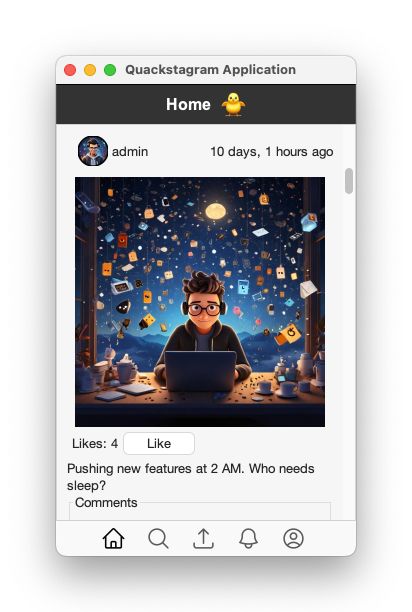 Quackstagram Application
Home 🐥
admin 10 days, 1 hours ago
Likes: 4 Like
Pushing new features at 2 AM. Who needs
sleep?
Comments